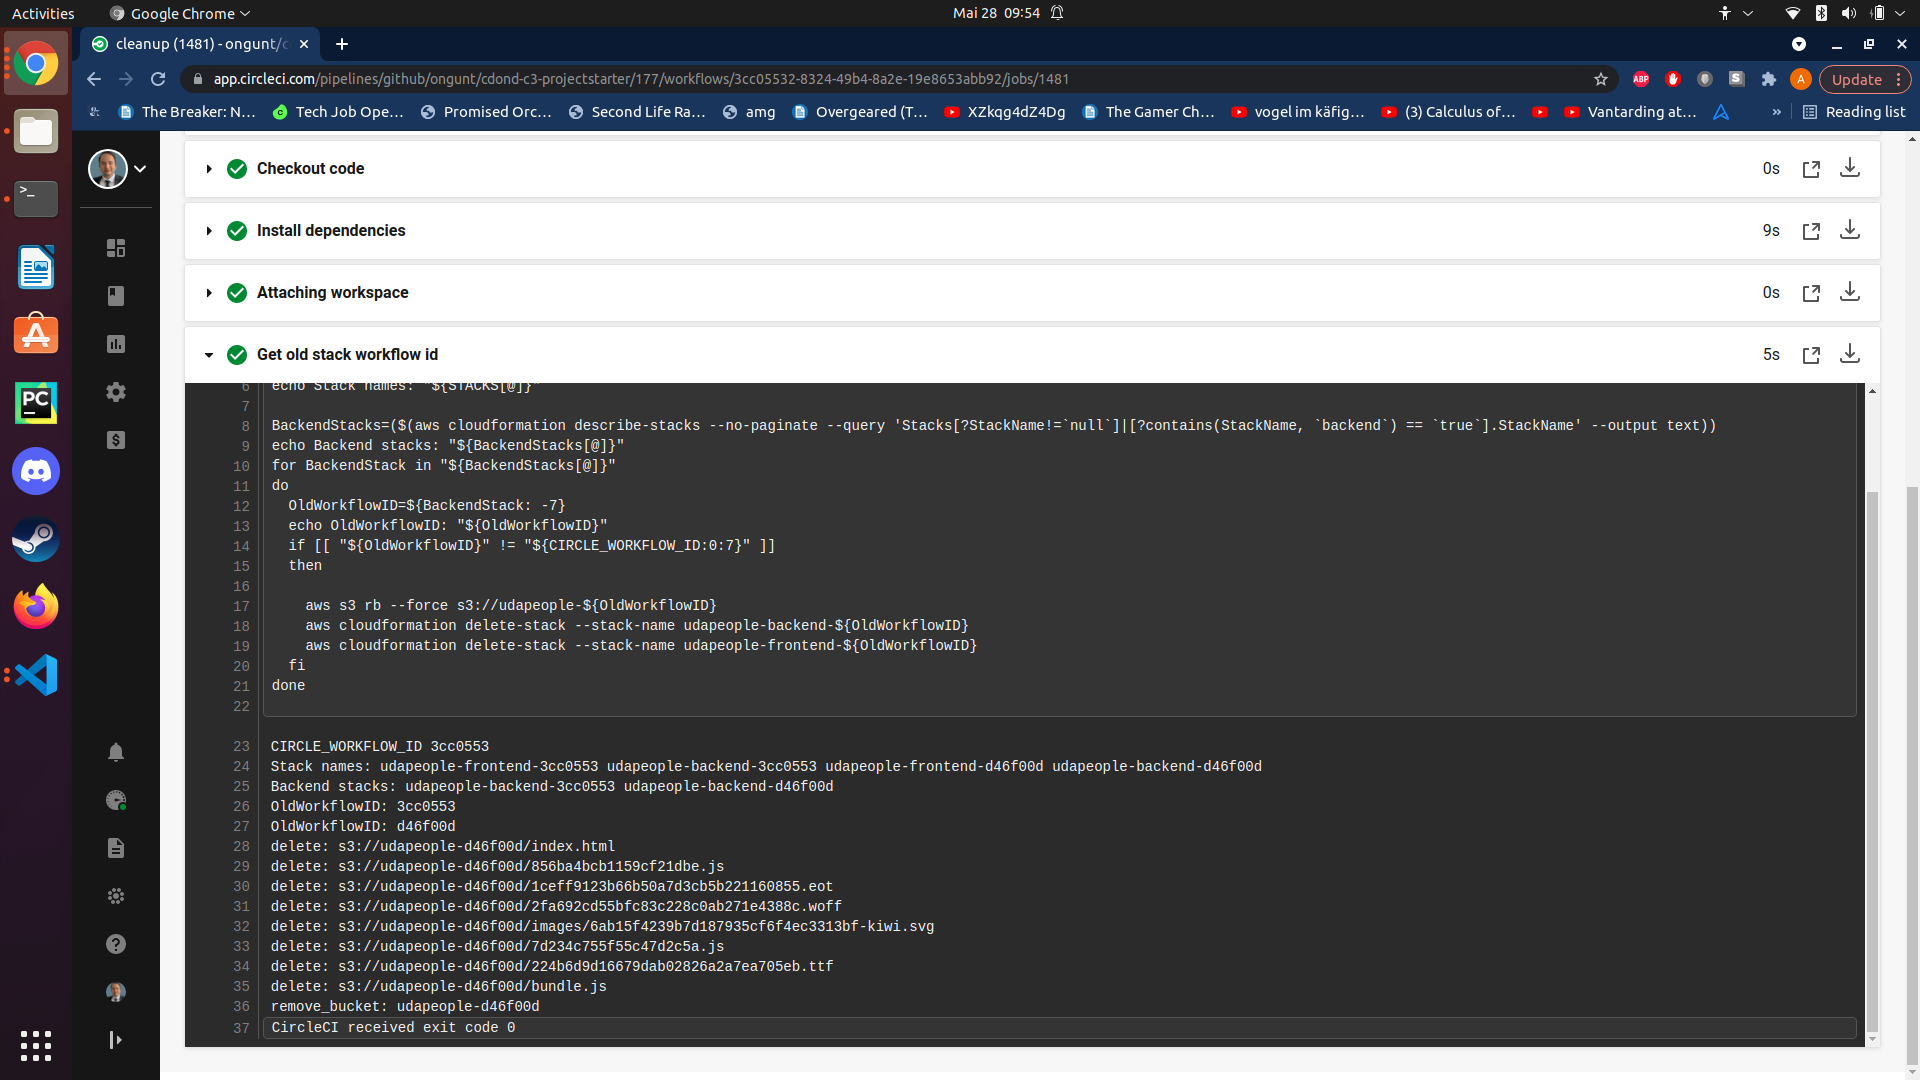 Activities
Google Chrome
Mai 28 09:54
cleanup (1481) - ongunt/c
app.circleci.com/pipelines/github/ongunt/cdond-c3-projectstarter/177/workflows/3cc05532-8324-49b4-8a2e-19e8653abb92/jobs/1481
ABP
S
A
Update
The Breaker: N…
Tech Job Ope…
Promised Orc…
Second Life Ra…
amg
Overgeared (T…
XZkqg4dZ4Dg
The Gamer Ch…
vogel im käfig…
(3) Calculus of…
Vantarding at…
»
Reading list
Checkout code
0s
Install dependencies
9s
Attaching workspace
0s
Get old stack workflow id
5s
6 echo Stack names: "${STACKS[@]}"
7
8 BackendStacks=($(aws cloudformation describe-stacks --no-paginate --query 'Stacks[?StackName!=`null`]|[?contains(StackName, `backend`) == `true`].StackName' --output text))
9 echo Backend stacks: "${BackendStacks[@]}"
10 for BackendStack in "${BackendStacks[@]}"
11 do
12 OldWorkflowID=${BackendStack: -7}
13 echo OldWorkflowID: "${OldWorkflowID}"
14 if [[ "${OldWorkflowID}" != "${CIRCLE_WORKFLOW_ID:0:7}" ]]
15 then
16
17 aws s3 rb --force s3://udapeople-${OldWorkflowID}
18 aws cloudformation delete-stack --stack-name udapeople-backend-${OldWorkflowID}
19 aws cloudformation delete-stack --stack-name udapeople-frontend-${OldWorkflowID}
20 fi
21 done
22
23 CIRCLE_WORKFLOW_ID 3cc0553
24 Stack names: udapeople-frontend-3cc0553 udapeople-backend-3cc0553 udapeople-frontend-d46f00d udapeople-backend-d46f00d
25 Backend stacks: udapeople-backend-3cc0553 udapeople-backend-d46f00d
26 OldWorkflowID: 3cc0553
27 OldWorkflowID: d46f00d
28 delete: s3://udapeople-d46f00d/index.html
29 delete: s3://udapeople-d46f00d/856ba4bcb1159cf21dbe.js
30 delete: s3://udapeople-d46f00d/1ceff9123b66b50a7d3cb5b221160855.eot
31 delete: s3://udapeople-d46f00d/2fa692cd55bfc83c228c0ab271e4388c.woff
32 delete: s3://udapeople-d46f00d/images/6ab15f4239b7d187935cf6f4ec3313bf-kiwi.svg
33 delete: s3://udapeople-d46f00d/7d234c755f55c47d2c5a.js
34 delete: s3://udapeople-d46f00d/224b6d9d16679dab02826a2a7ea705eb.ttf
35 delete: s3://udapeople-d46f00d/bundle.js
36 remove_bucket: udapeople-d46f00d
37 CircleCI received exit code 0
>_
PC